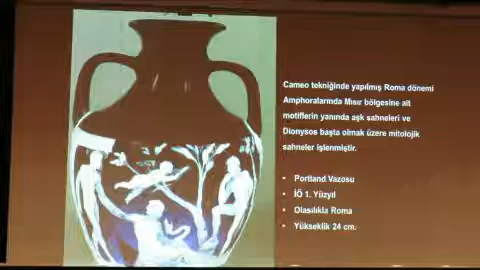 Cameo tekniğinde yapılmış Roma dönemi
Amphoralarında Mısır bölgesine ait
motiflerin yanında aşk sahneleri ve
Dionysos başta olmak üzere mitolojik
sahneler işlenmiştir.
• Portland Vazosu
• İÖ 1. Yüzyıl
• Olasılıkla Roma
• Yükseklik 24 cm.